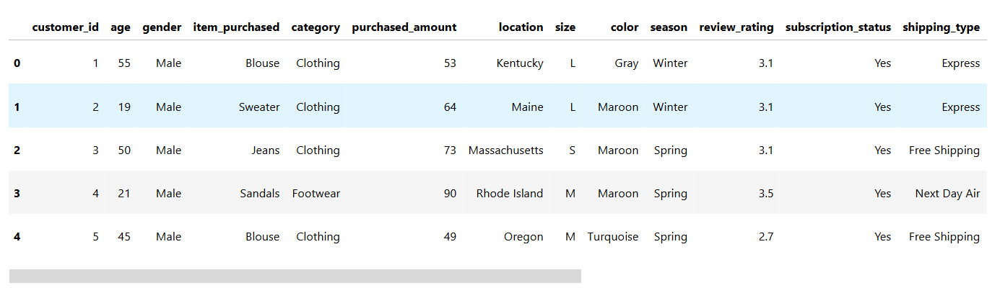 customer_id age gender item_purchased category purchased_amount location size color season review_rating subscription_status shipping_type
0 1 55 Male Blouse Clothing 53 Kentucky L Gray Winter 3.1 Yes Express
1 2 19 Male Sweater Clothing 64 Maine L Maroon Winter 3.1 Yes Express
2 3 50 Male Jeans Clothing 73 Massachusetts S Maroon Spring 3.1 Yes Free Shipping
3 4 21 Male Sandals Footwear 90 Rhode Island M Maroon Spring 3.5 Yes Next Day Air
4 5 45 Male Blouse Clothing 49 Oregon M Turquoise Spring 2.7 Yes Free Shipping